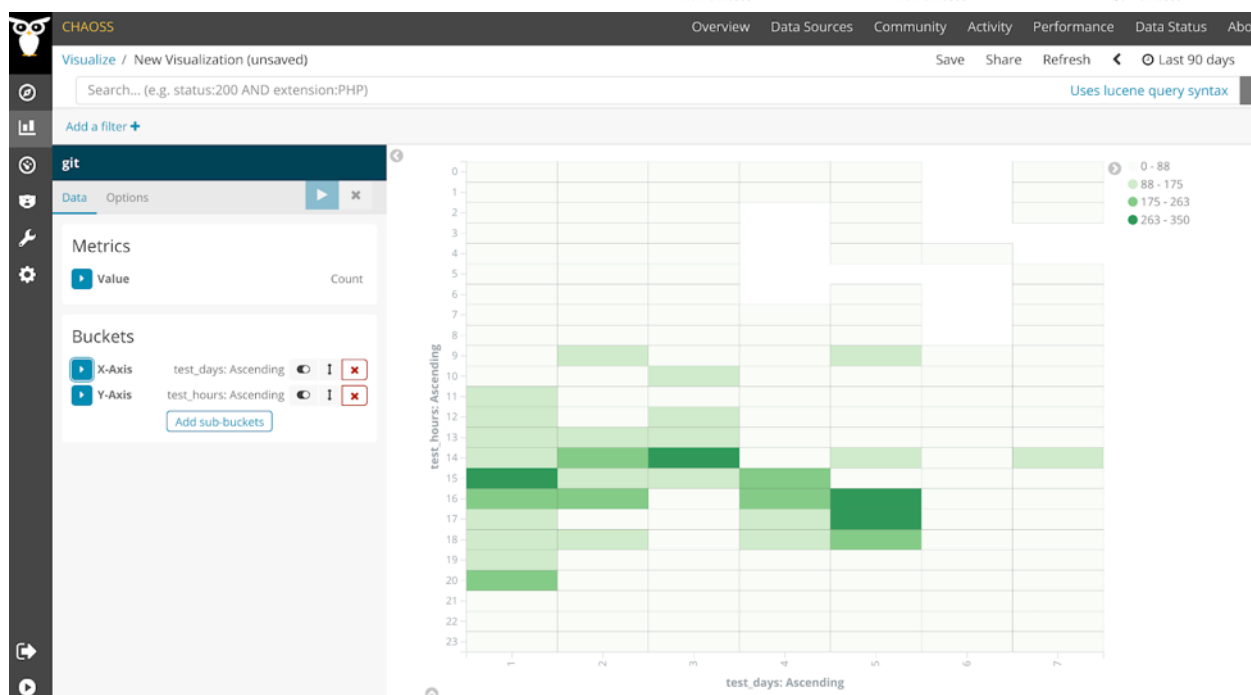 CHAOSS Overview Data Sources Community Activity Performance Data Status Abo
Visualize / New Visualization (unsaved) Save Share Refresh Last 90 days
Search... (e.g. status:200 AND extension:PHP) Uses lucene query syntax
Add a filter +
git
Data Options
Metrics
Value Count
Buckets
X-Axis test_days: Ascending
Y-Axis test_hours: Ascending
Add sub-buckets
test_hours: Ascending
0
1
2
3
4
5
6
7
8
9
10
11
12
13
14
15
16
17
18
19
20
21
22
23
1 2 3 4 5 6 7
test_days: Ascending
0 - 88
88 - 175
175 - 263
263 - 350